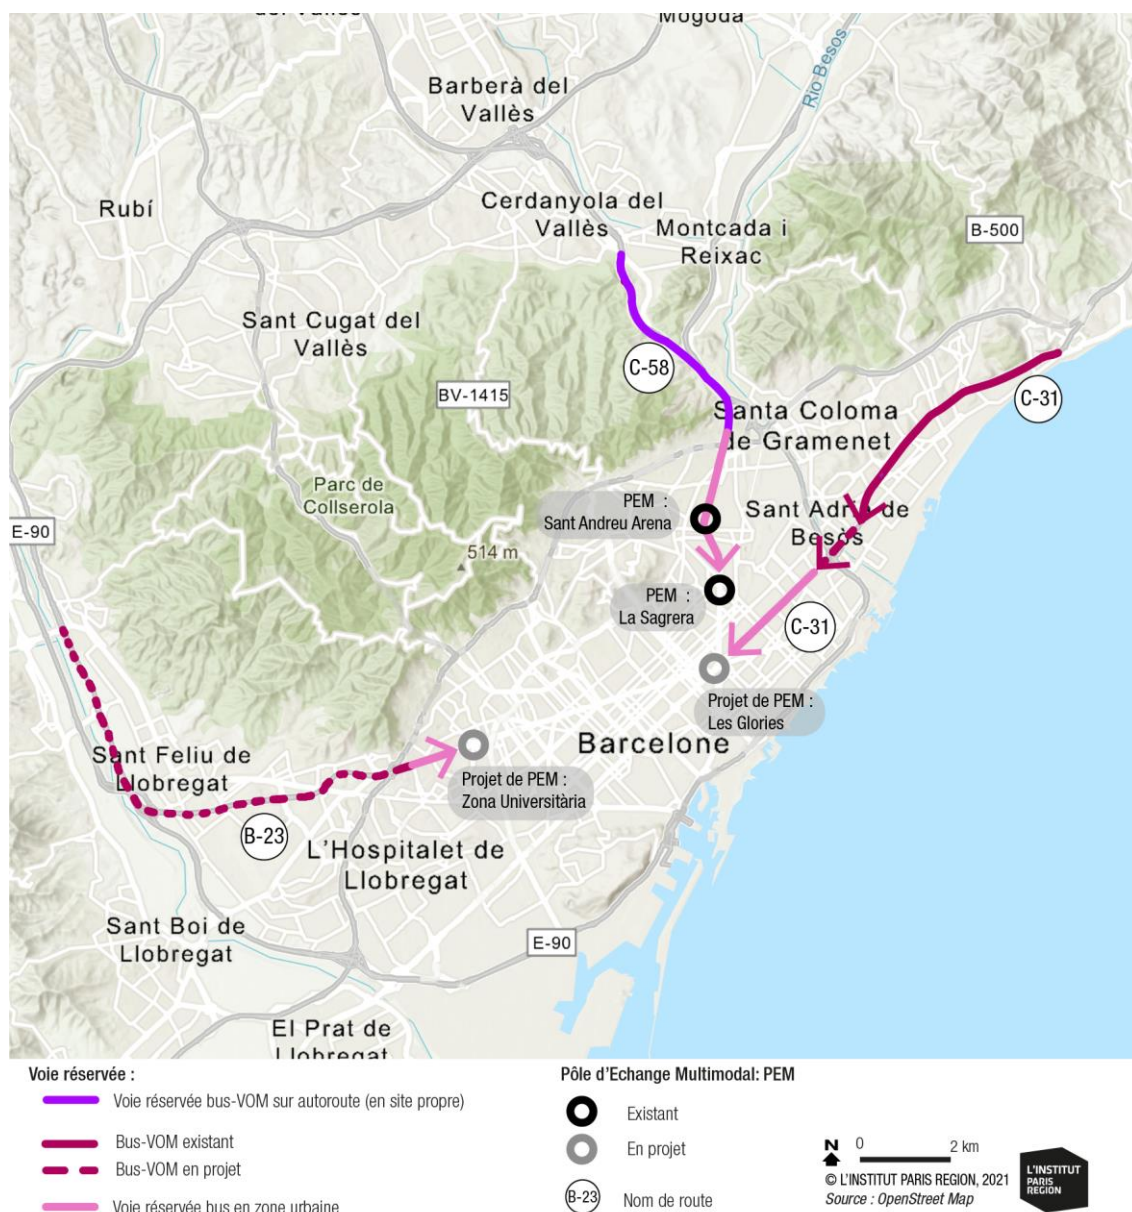 del Vallès
Mogoda
Rio Besos
Barberà del
Vallès
Rubí
Cerdanyola del
Vallès
Montcada i
Reixac
B-500
Sant Cugat del
Vallès
C-58
BV-1415
C-31
Santa Coloma
de Gramenet
Parc de
Collserola
PEM :
Sant Andreu Arena
Sant Adrià de
Besòs
E-90
514 m
PEM :
La Sagrera
C-31
Projet de PEM :
Les Glories
Barcelone
Sant Feliu de
Llobregat
Projet de PEM :
Zona Universitària
B-23
L'Hospitalet de
Llobregat
Sant Boi de
Llobregat
E-90
El Prat de
Llobregat
Voie réservée :
Voie réservée bus-VOM sur autoroute (en site propre)
Bus-VOM existant
Bus-VOM en projet
Voie réservée bus en zone urbaine
Pôle d'Echange Multimodal: PEM
Existant
En projet
B-23
Nom de route
N
0
2 km
© L'INSTITUT PARIS REGION, 2021
Source : OpenStreet Map
L'INSTITUT
PARIS
REGION